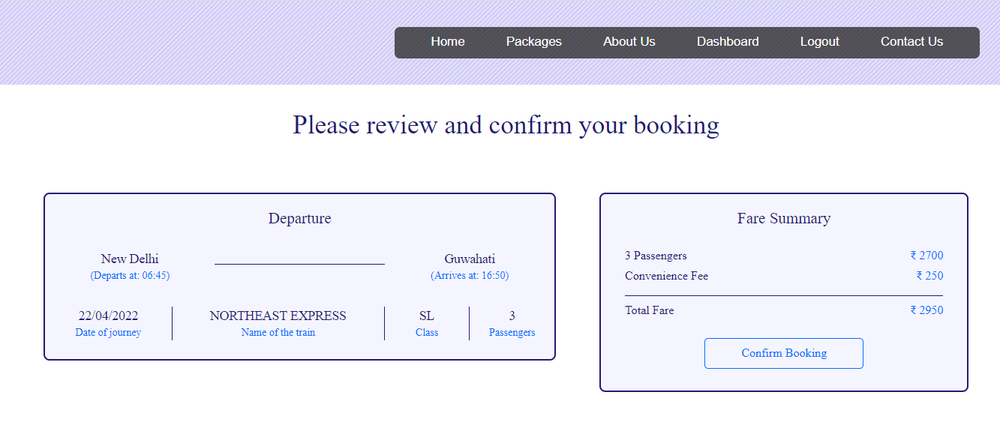 Home Packages About Us Dashboard Logout Contact Us
Please review and confirm your booking
Departure
New Delhi
(Departs at: 06:45)
Guwahati
(Arrives at: 16:50)
22/04/2022
Date of journey
NORTHEAST EXPRESS
Name of the train
SL
Class
3
Passengers
Fare Summary
3 Passengers ₹ 2700
Convenience Fee ₹ 250
Total Fare ₹ 2950
Confirm Booking